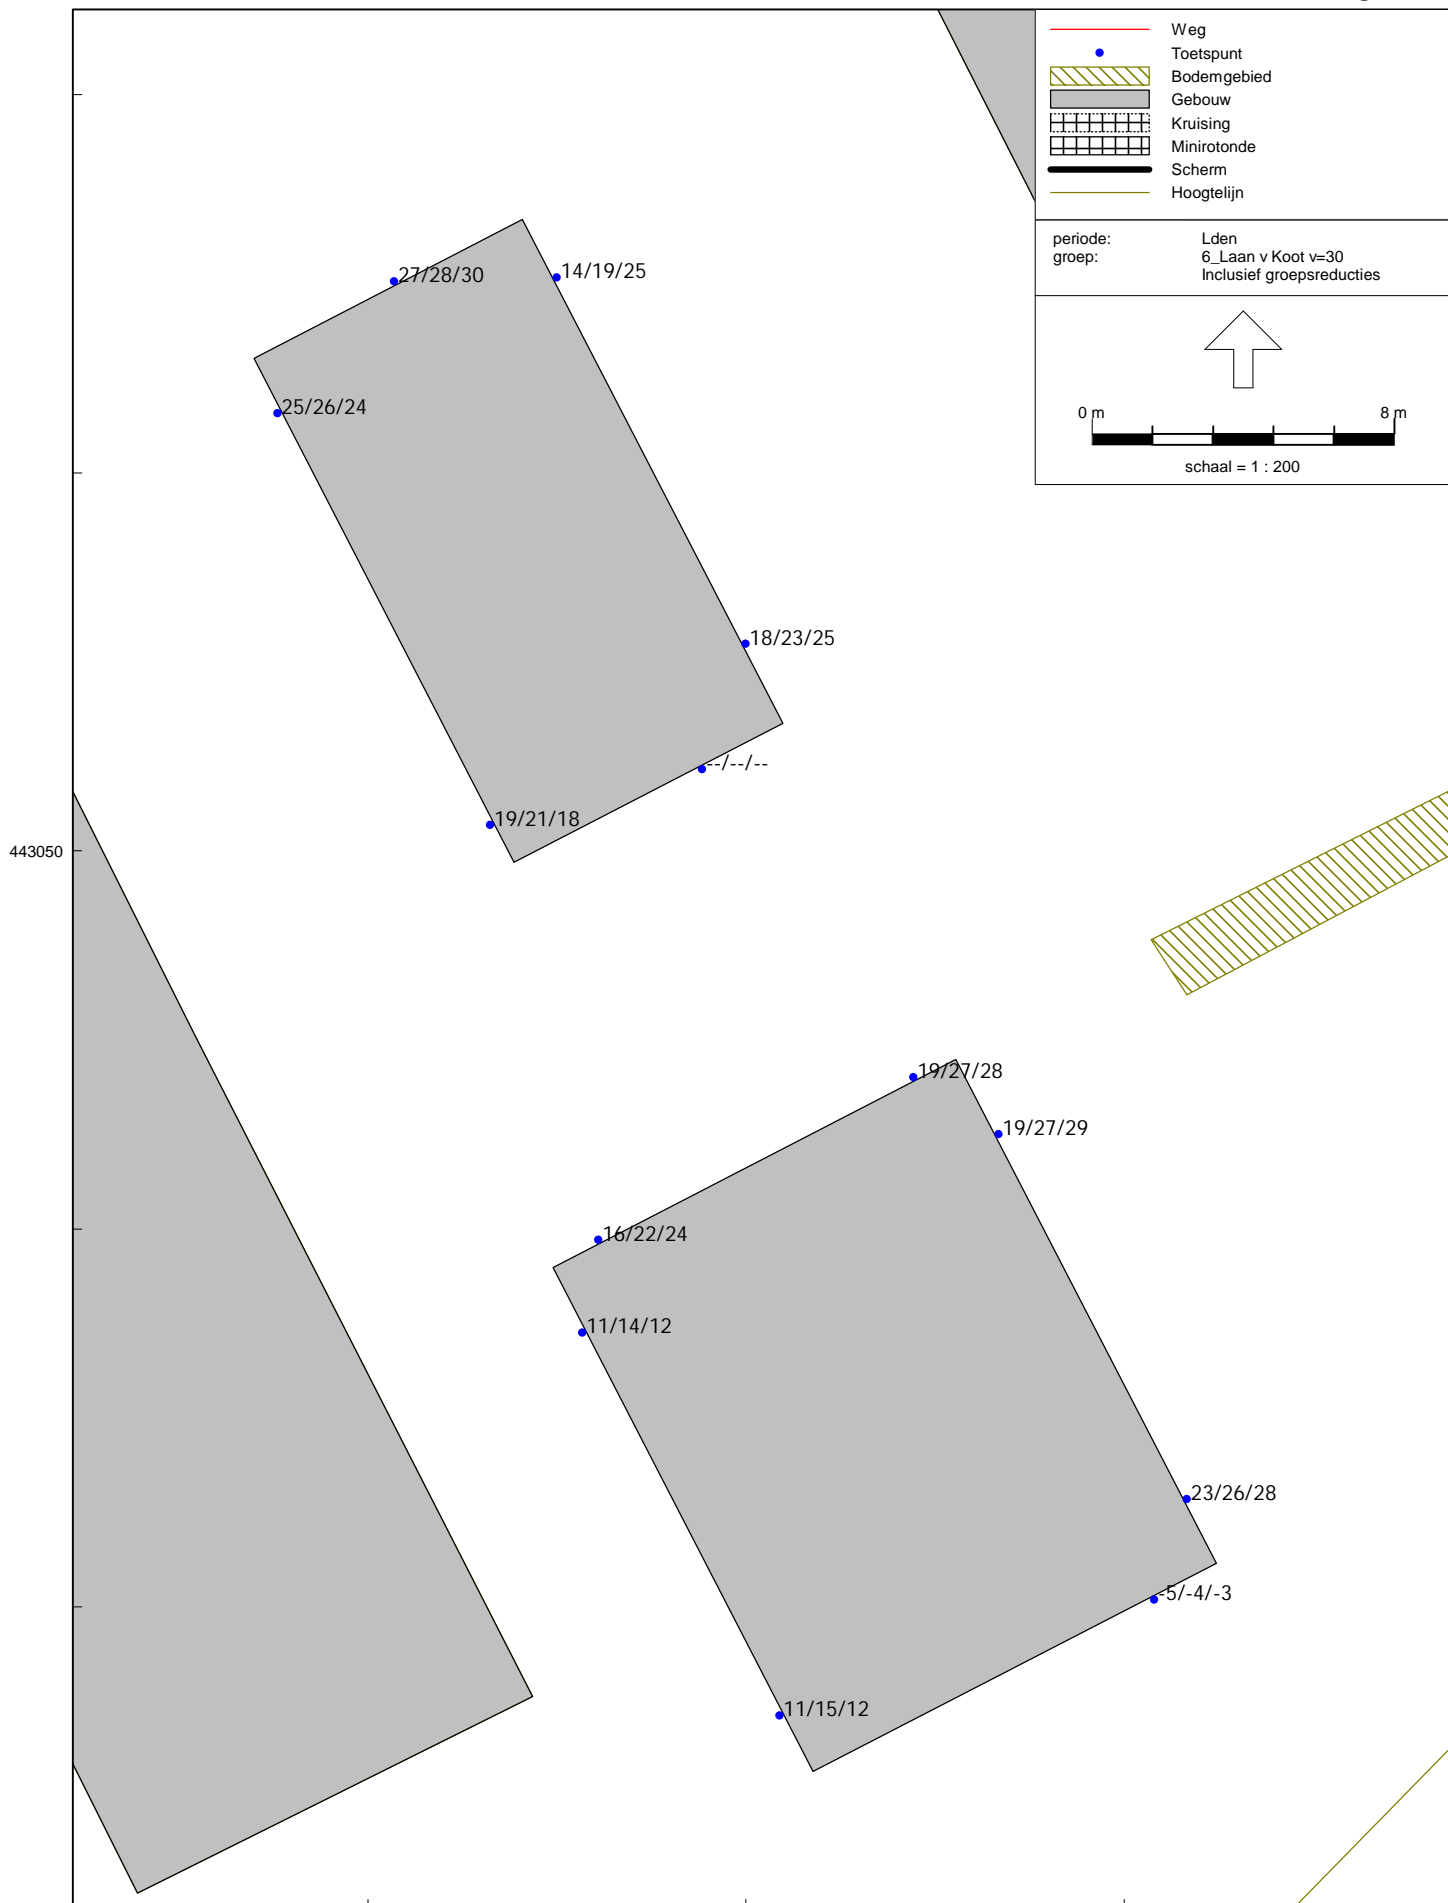 Weg
Toetspunt
Bodemgebied
Gebouw
Kruising
Minirotonde
Scherm
Hoogtelijn
periode: Lden
groep: 6_Laan v Koot v=30
Inclusief groepsreducties
0 m 8 m
schaal = 1 : 200
27/28/30
14/19/25
25/26/24
18/23/25
--/--/--
19/21/18
443050
19/27/28
19/27/29
16/22/24
11/14/12
23/26/28
-5/-4/-3
11/15/12